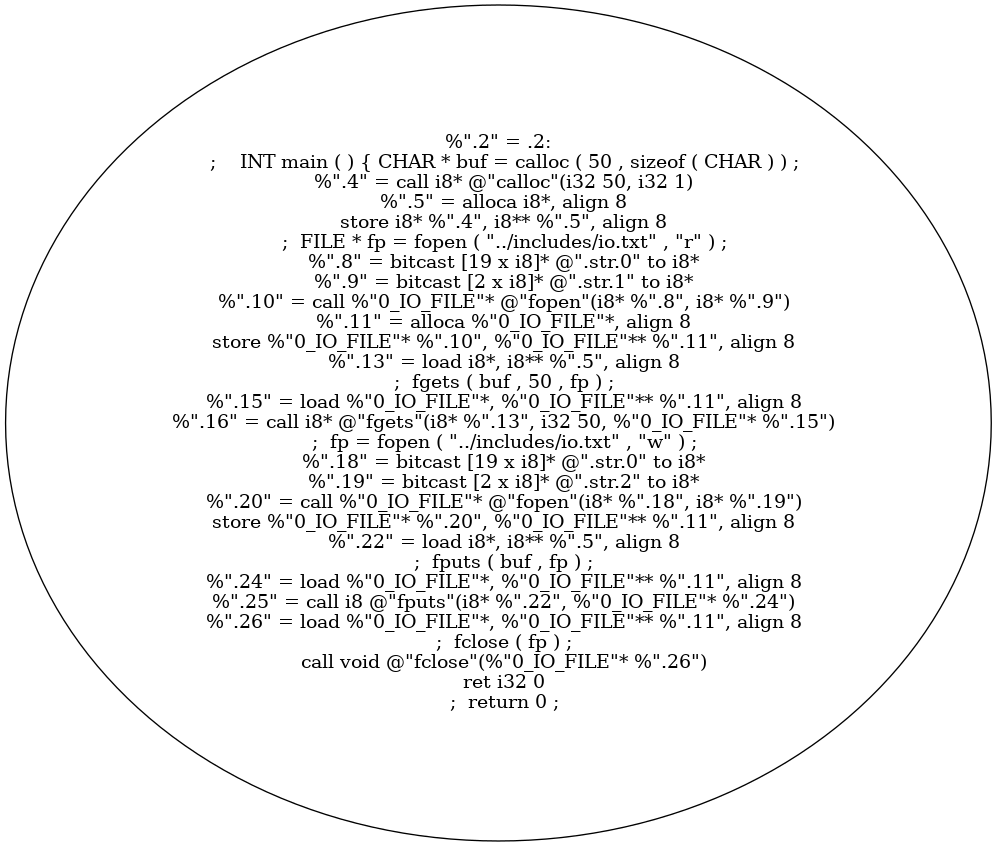 %".2" = .2:
;    INT main ( ) { CHAR * buf = calloc ( 50 , sizeof ( CHAR ) ) ;
%".4" = call i8* @"calloc"(i32 50, i32 1)
%".5" = alloca i8*, align 8
store i8* %".4", i8** %".5", align 8
;  FILE * fp = fopen ( "../includes/io.txt" , "r" ) ;
%".8" = bitcast [19 x i8]* @".str.0" to i8*
%".9" = bitcast [2 x i8]* @".str.1" to i8*
%".10" = call %"0_IO_FILE"* @"fopen"(i8* %".8", i8* %".9")
%".11" = alloca %"0_IO_FILE"*, align 8
store %"0_IO_FILE"* %".10", %"0_IO_FILE"** %".11", align 8
%".13" = load i8*, i8** %".5", align 8
;  fgets ( buf , 50 , fp ) ;
%".15" = load %"0_IO_FILE"*, %"0_IO_FILE"** %".11", align 8
%".16" = call i8* @"fgets"(i8* %".13", i32 50, %"0_IO_FILE"* %".15")
;  fp = fopen ( "../includes/io.txt" , "w" ) ;
%".18" = bitcast [19 x i8]* @".str.0" to i8*
%".19" = bitcast [2 x i8]* @".str.2" to i8*
%".20" = call %"0_IO_FILE"* @"fopen"(i8* %".18", i8* %".19")
store %"0_IO_FILE"* %".20", %"0_IO_FILE"** %".11", align 8
%".22" = load i8*, i8** %".5", align 8
;  fputs ( buf , fp ) ;
%".24" = load %"0_IO_FILE"*, %"0_IO_FILE"** %".11", align 8
%".25" = call i8 @"fputs"(i8* %".22", %"0_IO_FILE"* %".24")
%".26" = load %"0_IO_FILE"*, %"0_IO_FILE"** %".11", align 8
;  fclose ( fp ) ;
call void @"fclose"(%"0_IO_FILE"* %".26")
ret i32 0
;  return 0 ;